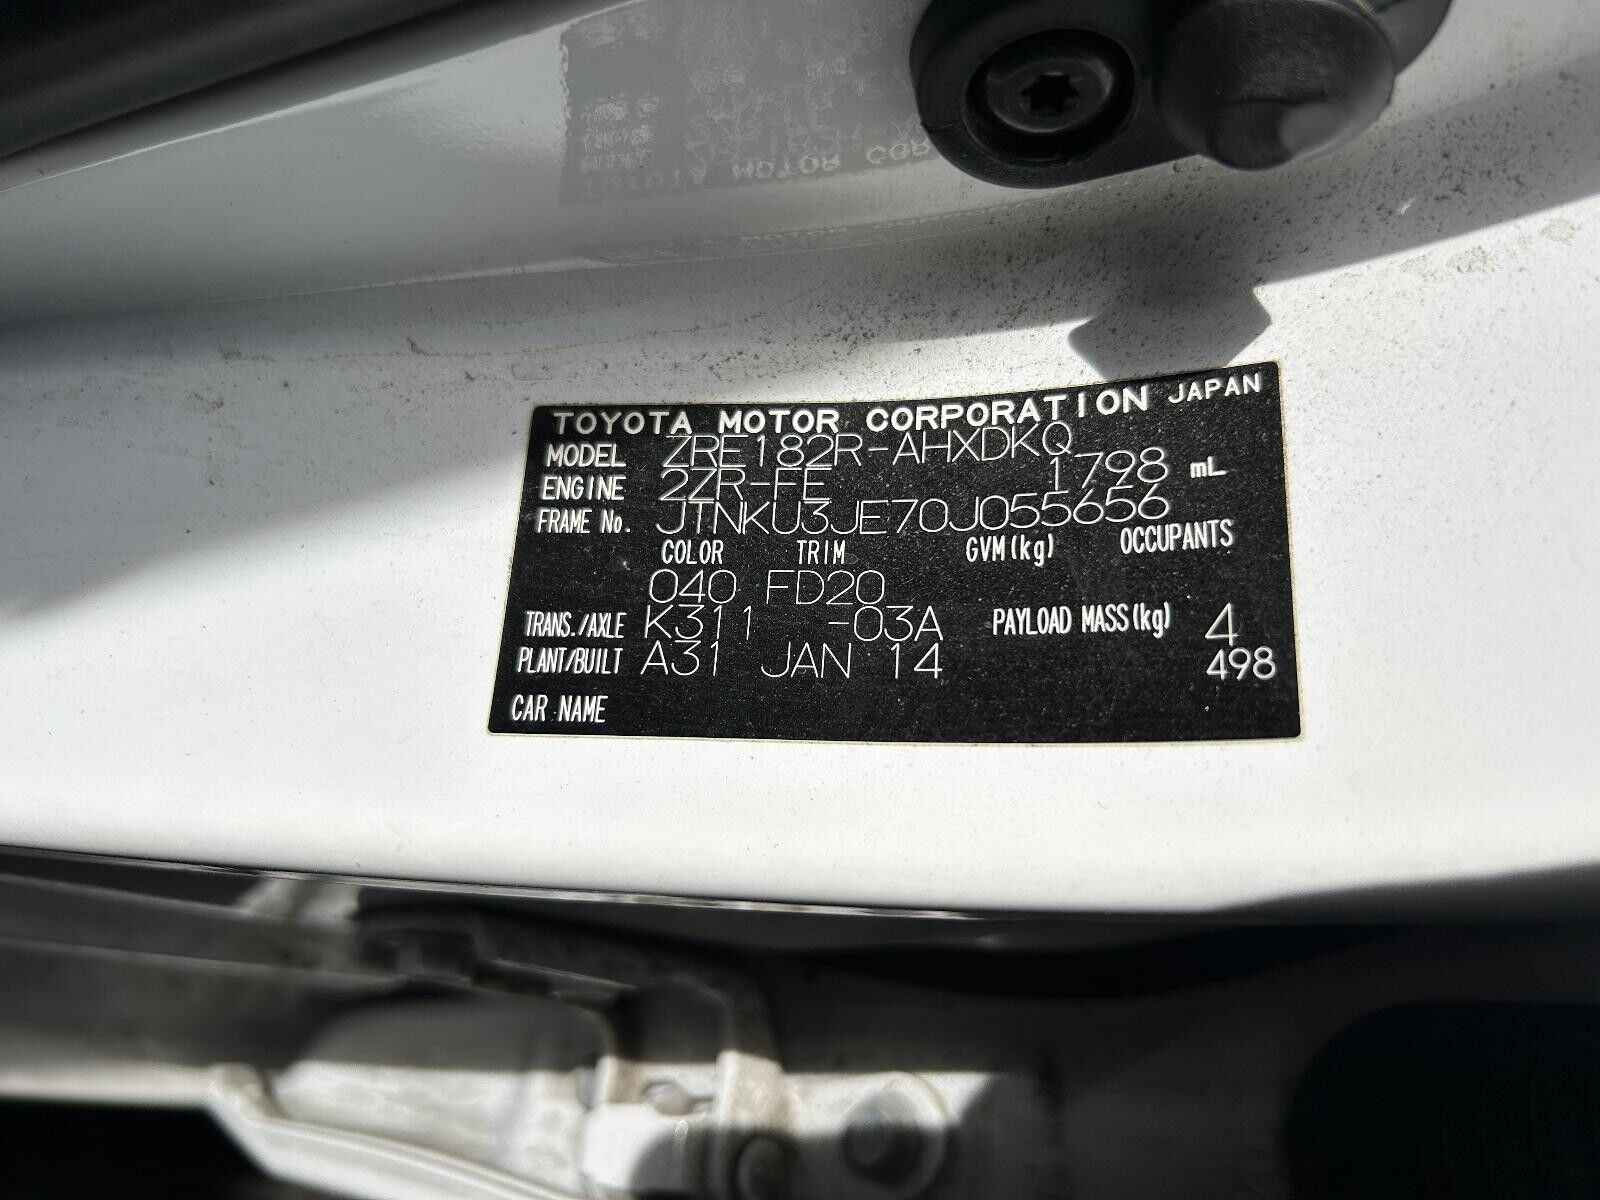 TOYOTA MOTOR CORPORATION JAPAN
MODEL ZRE182R-AHXDKQ
ENGINE 2ZR-FE 1798 mL
FRAME No. JTNKU3JE70J055656
COLOR TRIM GVM(kg) OCCUPANTS
040 FD20
TRANS./AXLE K311 -03A PAYLOAD MASS(kg) 4
PLANT/BUILT A31 JAN 14 498
CAR NAME